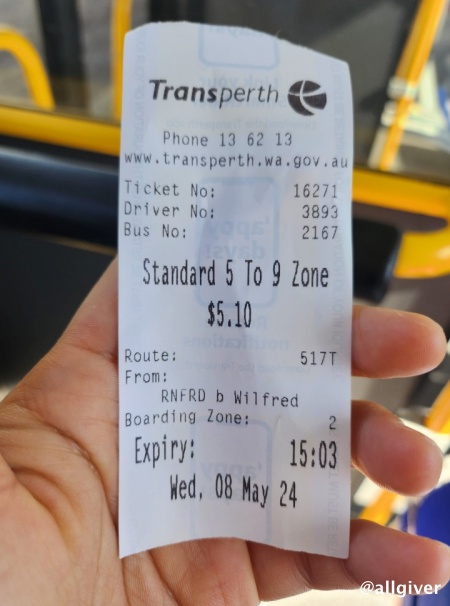 Transperth
Phone 13 62 13
www.transperth.wa.gov.au
Ticket No: 16271
Driver No: 3893
Bus No: 2167
Standard 5 To 9 Zone
$5.10
Route: 517T
From:
RNFRD b Wilfred
Boarding Zone: 2
Expiry: 15:03
Wed, 08 May 24
@allgiver